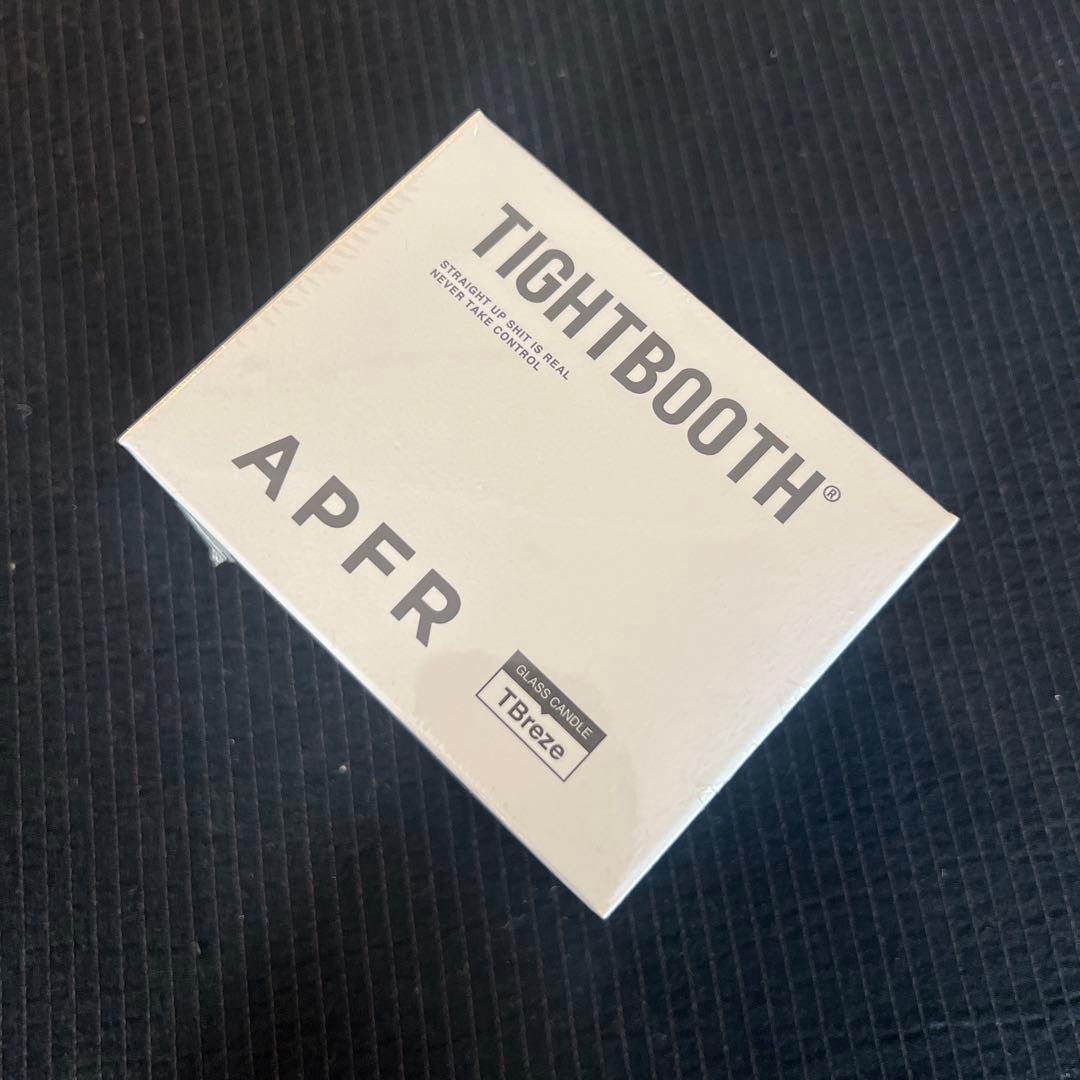 TIGHTBOOTH®
STRAIGHT UP SHIT IS REAL
NEVER TAKE CONTROL
APFR
GLASS CANDLE
TBreze